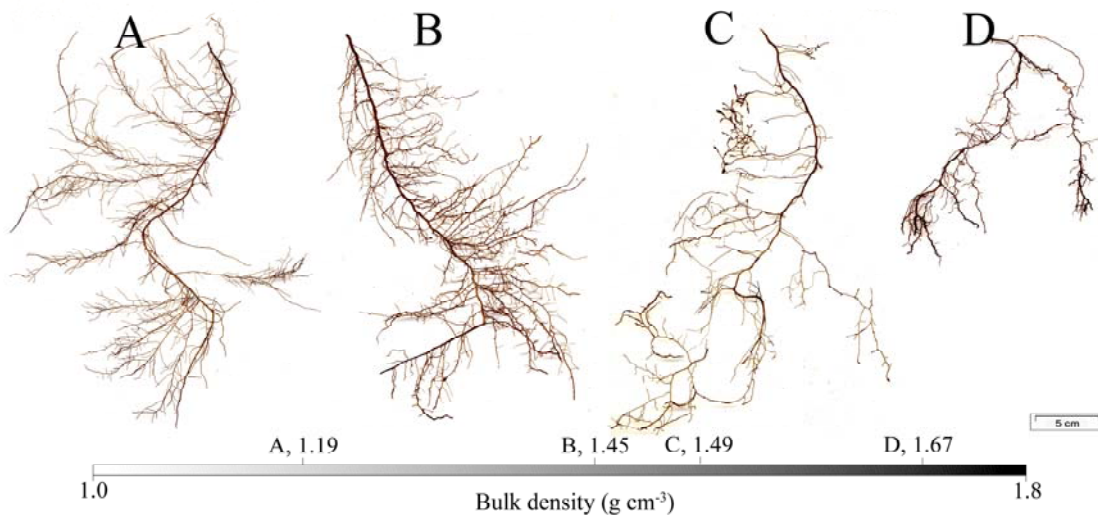 A
B
C
D
5 cm
A, 1.19
B, 1.45
C, 1.49
D, 1.67
1.0
1.8
Bulk density (g cm⁻³)